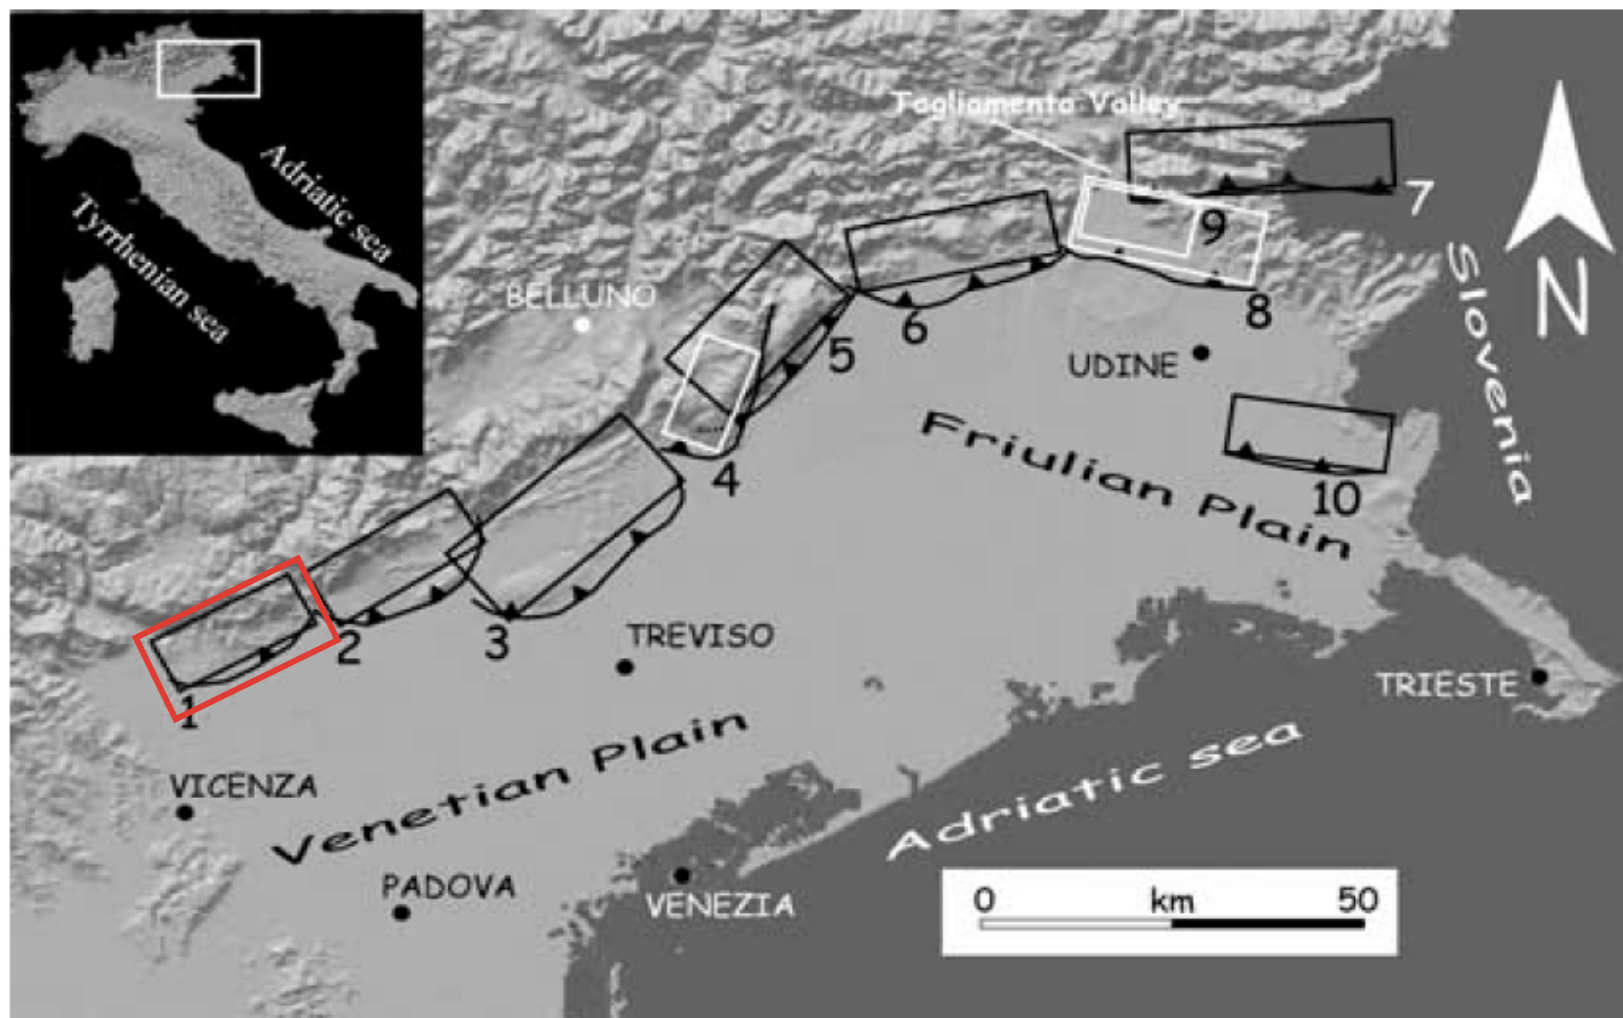 Adriatic sea
Tyrrhenian sea
Tagliamento Valley
7
9
Slovenia
N
BELLUNO
8
6
5
UDINE
Friulian Plain
4
10
3
2
TREVISO
1
TRIESTE
Venetian Plain
VICENZA
Adriatic sea
PADOVA
VENEZIA
0 km 50